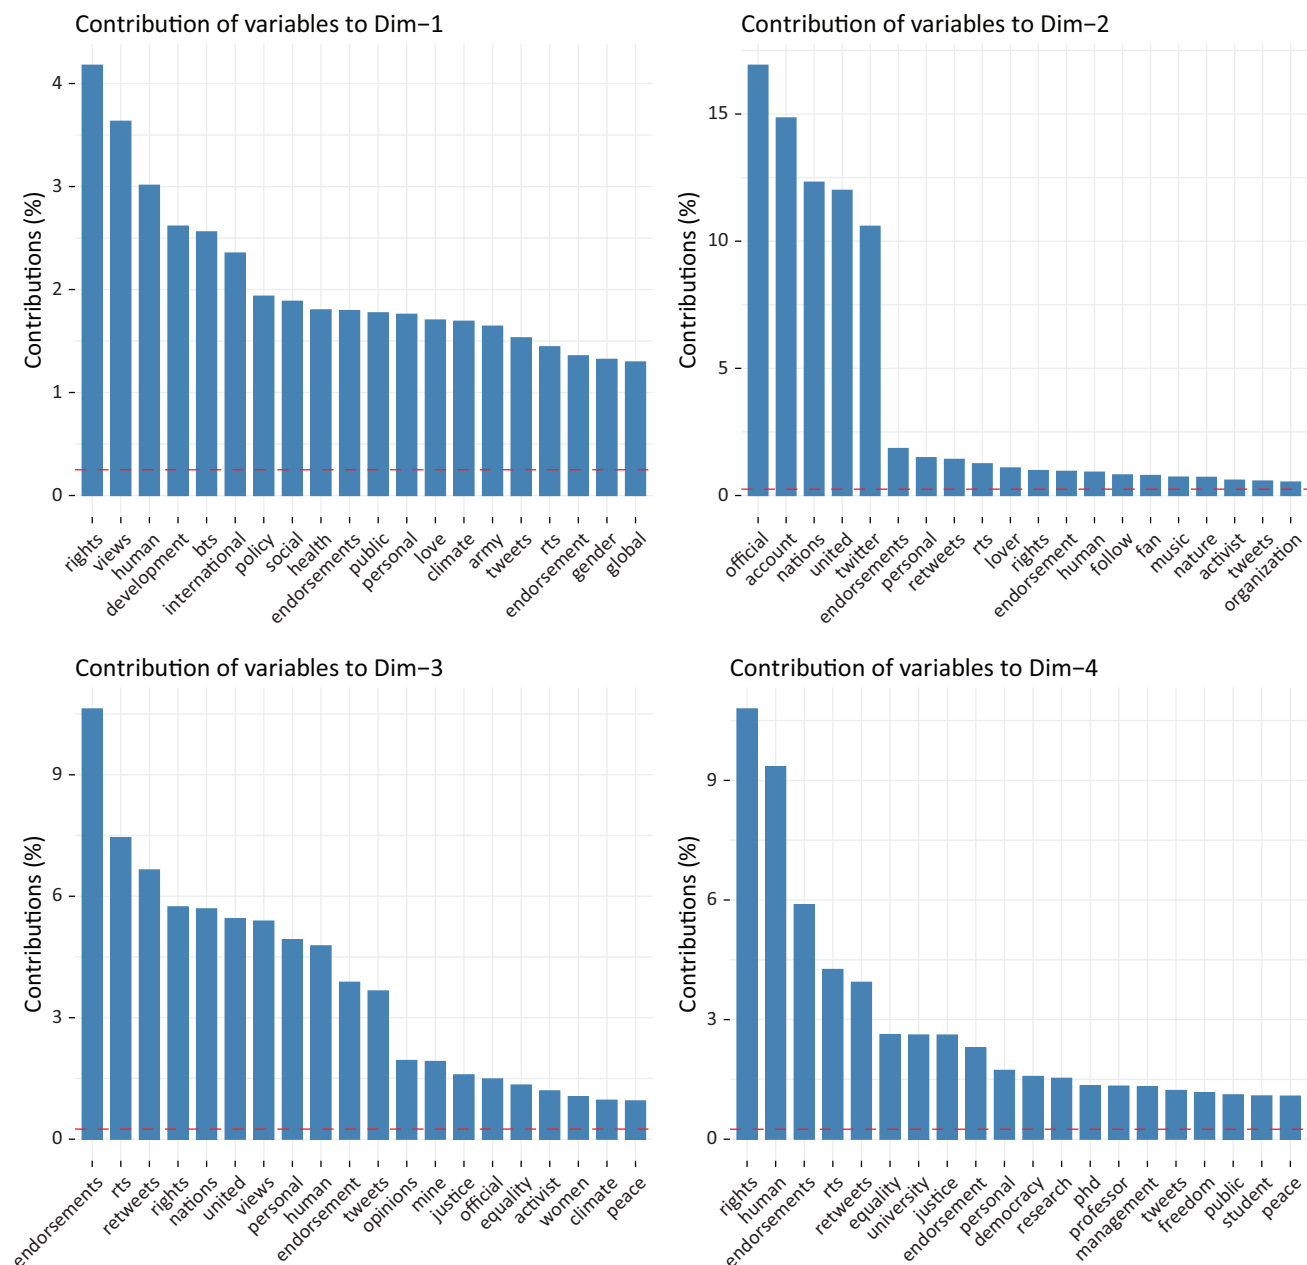 Contribution of variables to Dim−1
Contributions (%)
4
3
2
1
0
rights
views
human
development
bts
international
policy
social
health
endorsements
public
personal
love
climate
army
tweets
rts
endorsement
gender
global
Contribution of variables to Dim−2
Contributions (%)
15
10
5
0
official
account
nations
united
twitter
endorsements
personal
retweets
rts
lover
rights
endorsement
human
follow
fan
music
nature
activist
tweets
organization
Contribution of variables to Dim−3
Contributions (%)
9
6
3
0
endorsements
rts
retweets
rights
nations
united
views
personal
human
endorsement
tweets
opinions
mine
justice
official
equality
activist
women
climate
peace
Contribution of variables to Dim−4
Contributions (%)
9
6
3
0
rights
human
endorsements
rts
retweets
equality
university
justice
endorsement
personal
democracy
research
phd
professor
management
tweets
freedom
public
student
peace